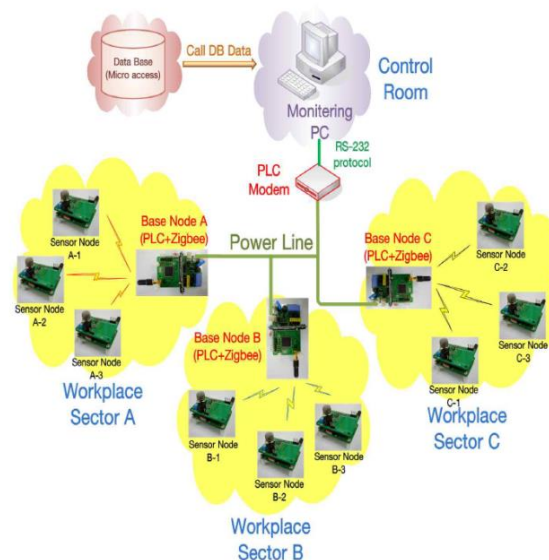 Data Base
(Micro access)
Call DB Data
Control
Room
Monitering
PC
RS-232
protocol
PLC
Modem
Power Line
Base Node A
(PLC+Zigbee)
Sensor Node
A-1
Sensor Node
A-2
Sensor Node
A-3
Workplace
Sector A
Base Node B
(PLC+Zigbee)
Sensor Node
B-1
Sensor Node
B-2
Sensor Node
B-3
Workplace
Sector B
Base Node C
(PLC+Zigbee)
Sensor Node
C-2
Sensor Node
C-3
Sensor Node
C-1
Workplace
Sector C